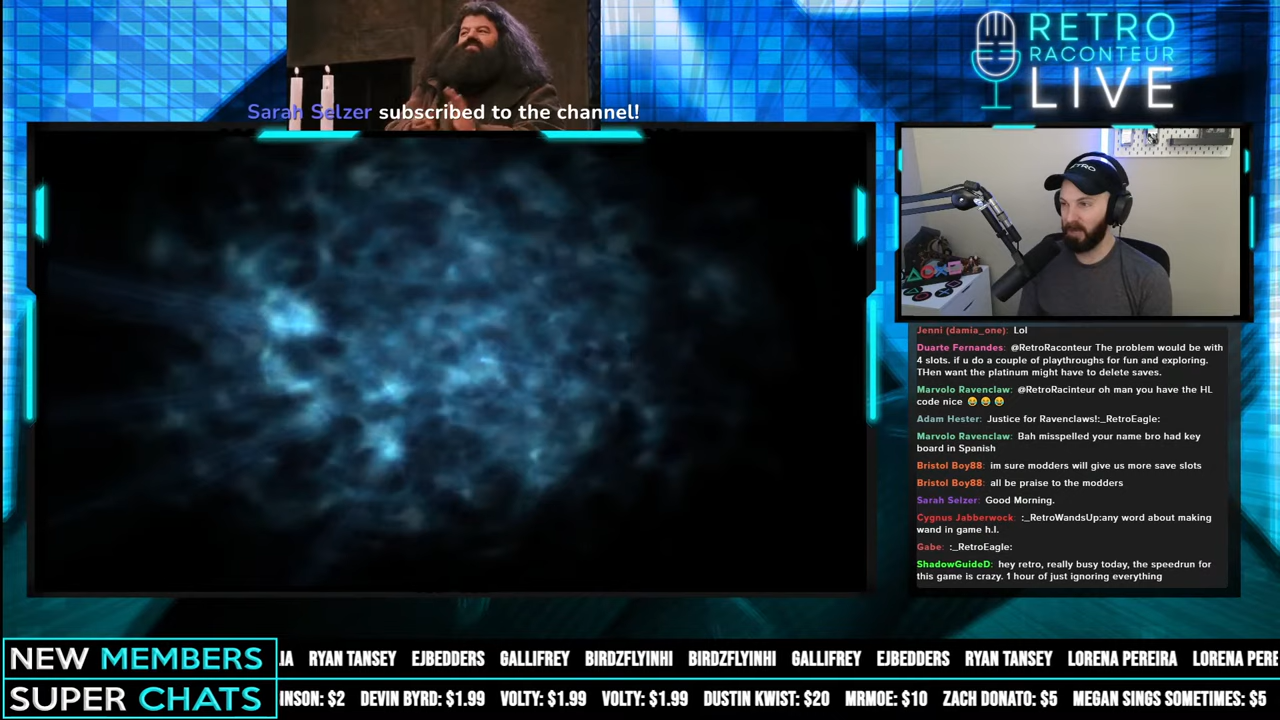 RETRO
RACONTEUR
LIVE
Sarah Selzer subscribed to the channel!
RETRO
Jenni (damia_one): Lol
Duarte Fernandes: @RetroRaconteur The problem would be with
4 slots. if u do a couple of playthroughs for fun and exploring.
THen want the platinum might have to delete saves.
Marvolo Ravenclaw: @RetroRacinteur oh man you have the HL
code nice 😂 😂 😂
Adam Hester: Justice for Ravenclaws!:_RetroEagle:
Marvolo Ravenclaw: Bah misspelled your name bro had key
board in Spanish
Bristol Boy88: im sure modders will give us more save slots
Bristol Boy88: all be praise to the modders
Sarah Selzer: Good Morning.
Cygnus Jabberwock: :_RetroWandsUp:any word about making
wand in game h.l.
Gabe: :_RetroEagle:
ShadowGuideD: hey retro, really busy today, the speedrun for
this game is crazy. 1 hour of just ignoring everything
NEW MEMBERS IA RYAN TANSEY EJBEDDERS GALLIFREY BIRDZFLYINHI BIRDZFLYINHI GALLIFREY EJBEDDERS RYAN TANSEY LORENA PEREIRA LORENA PERE
SUPER CHATS INSON: $2 DEVIN BYRD: $1.99 VOLTY: $1.99 VOLTY: $1.99 DUSTIN KWIST: $20 MRMOE: $10 ZACH DONATO: $5 MEGAN SINGS SOMETIMES: $5